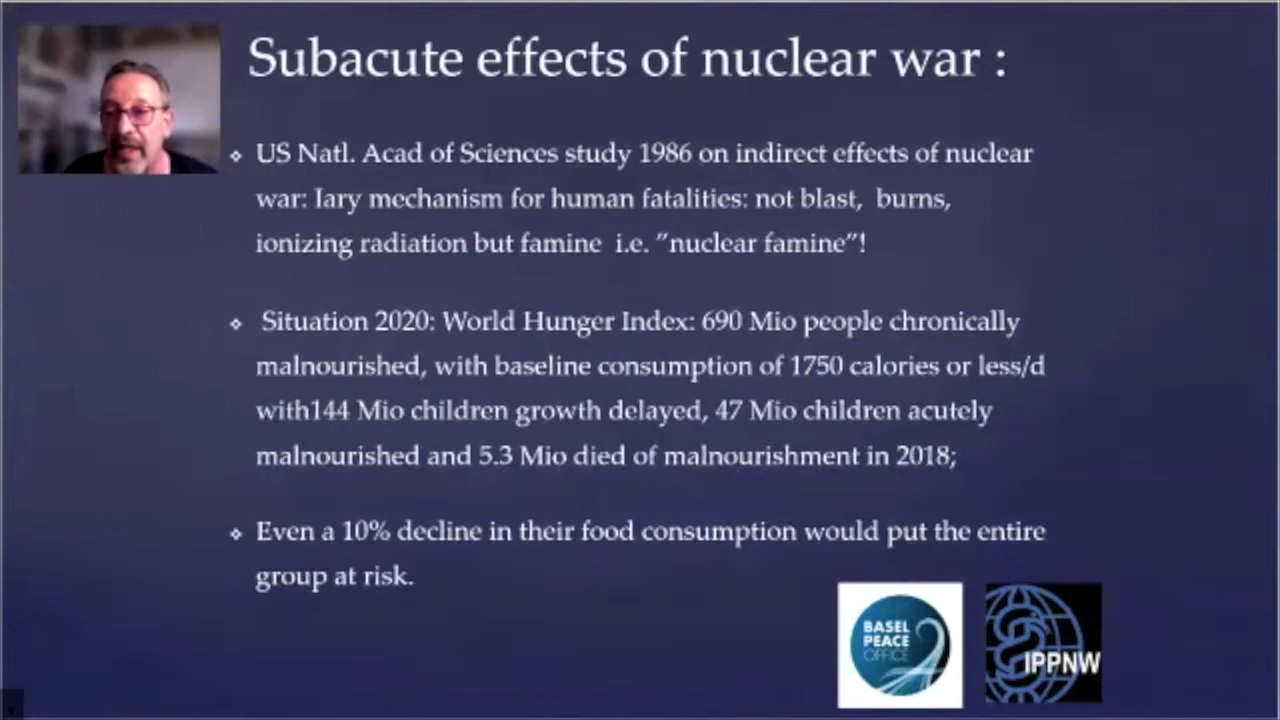 Subacute effects of nuclear war :
US Natl. Acad of Sciences study 1986 on indirect effects of nuclear
war: Iary mechanism for human fatalities: not blast,  burns,
ionizing radiation but famine  i.e. ”nuclear famine”!
Situation 2020: World Hunger Index: 690 Mio people chronically
malnourished, with baseline consumption of 1750 calories or less/d
with144 Mio children growth delayed, 47 Mio children acutely
malnourished and 5.3 Mio died of malnourishment in 2018;
Even a 10% decline in their food consumption would put the entire
group at risk.
BASEL
PEACE
OFFICE
IPPNW